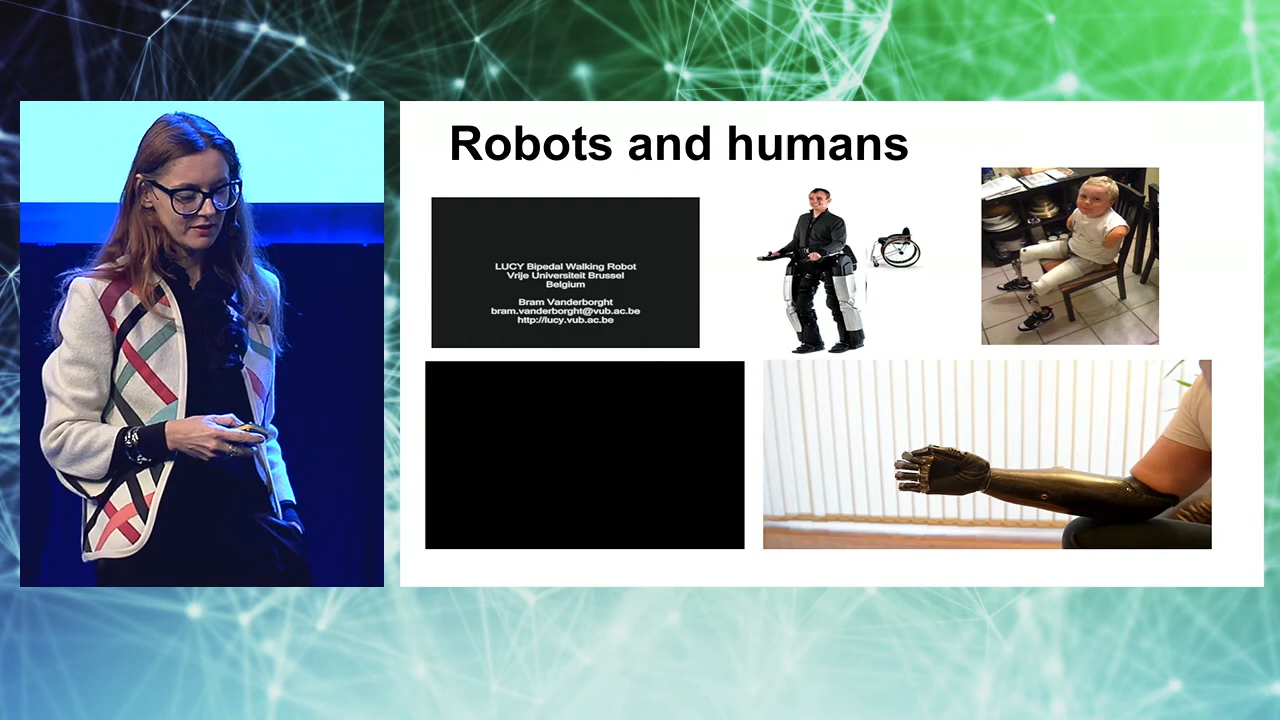 Robots and humans
LUCY Bipedal Walking Robot
Vrije Universiteit Brussel
Belgium
Bram Vanderborght
bram.vanderborght@vub.ac.be
http://lucy.vub.ac.be